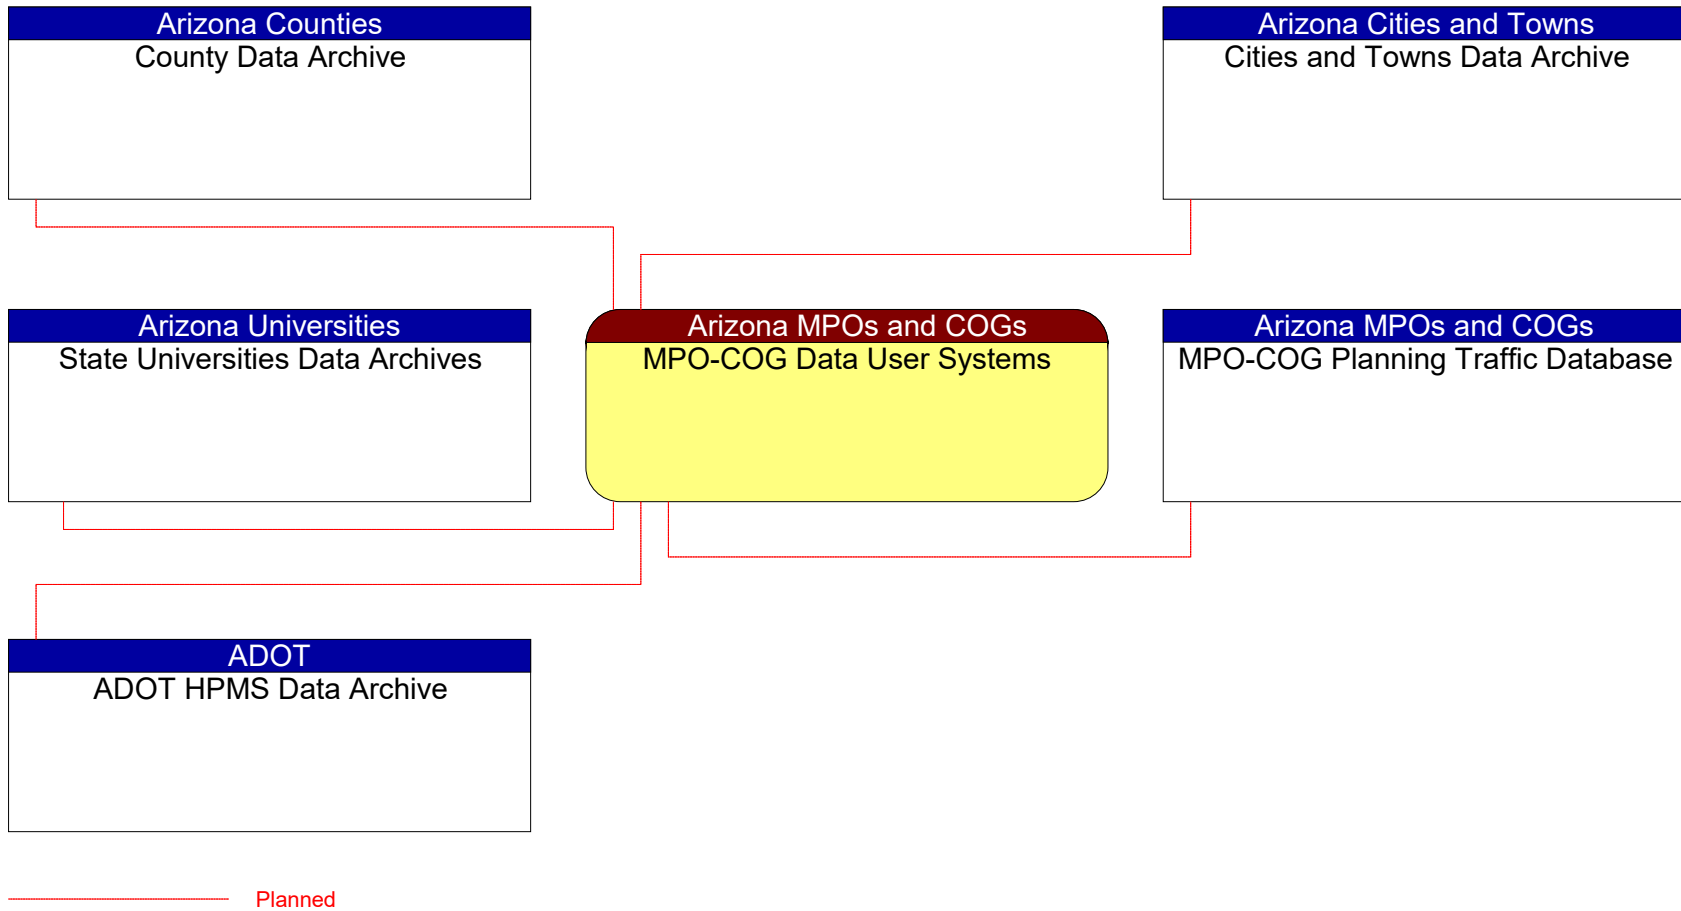 Arizona Counties
County Data Archive
Arizona Cities and Towns
Cities and Towns Data Archive
Arizona Universities
State Universities Data Archives
Arizona MPOs and COGs
MPO-COG Data User Systems
Arizona MPOs and COGs
MPO-COG Planning Traffic Database
ADOT
ADOT HPMS Data Archive
Planned